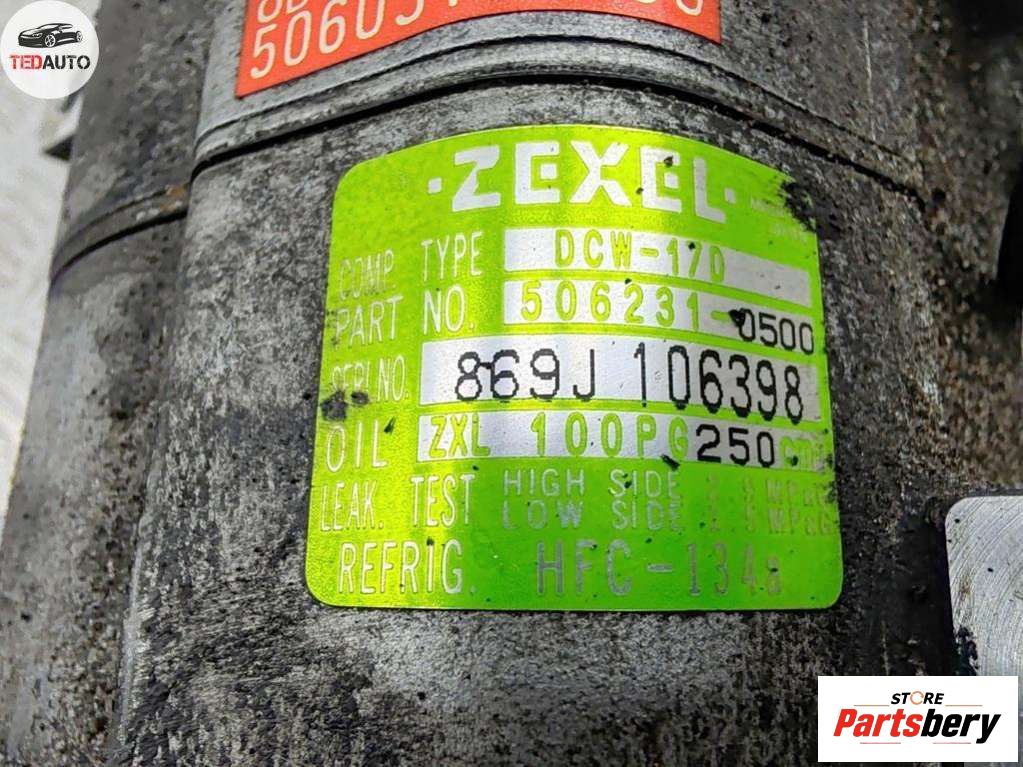 TEDAUTO
·ZEXEL·
COMP. TYPE DCW-17D
PART NO. 506231-0500
SERI.NO. 869J 106398
OIL ZXL 100PG 250
LEAK. TEST HIGH SIDE
LOW SIDE
REFRIG. HFC-134a
STORE
Partsbery